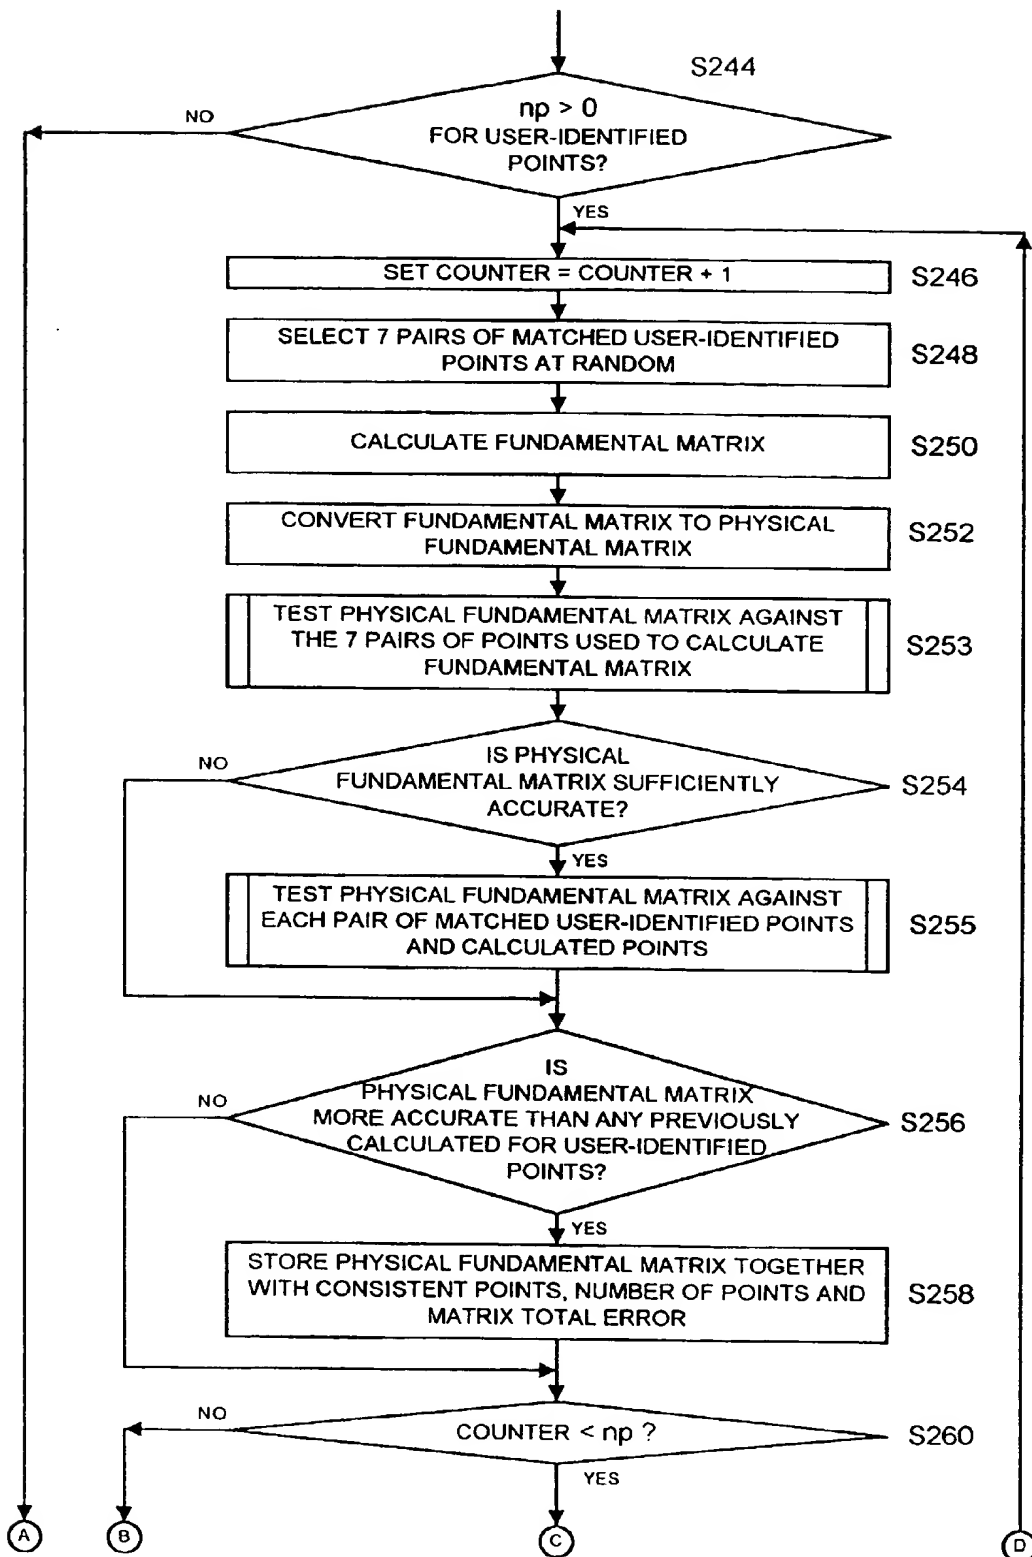 S244
np > 0
FOR USER-IDENTIFIED
POINTS?
NO
YES
SET COUNTER = COUNTER + 1
S246
SELECT 7 PAIRS OF MATCHED USER-IDENTIFIED
POINTS AT RANDOM
S248
CALCULATE FUNDAMENTAL MATRIX
S250
CONVERT FUNDAMENTAL MATRIX TO PHYSICAL
FUNDAMENTAL MATRIX
S252
TEST PHYSICAL FUNDAMENTAL MATRIX AGAINST
THE 7 PAIRS OF POINTS USED TO CALCULATE
FUNDAMENTAL MATRIX
S253
NO
IS PHYSICAL
FUNDAMENTAL MATRIX SUFFICIENTLY
ACCURATE?
S254
YES
TEST PHYSICAL FUNDAMENTAL MATRIX AGAINST
EACH PAIR OF MATCHED USER-IDENTIFIED POINTS
AND CALCULATED POINTS
S255
NO
IS
PHYSICAL FUNDAMENTAL MATRIX
MORE ACCURATE THAN ANY PREVIOUSLY
CALCULATED FOR USER-IDENTIFIED
POINTS?
S256
YES
STORE PHYSICAL FUNDAMENTAL MATRIX TOGETHER
WITH CONSISTENT POINTS, NUMBER OF POINTS AND
MATRIX TOTAL ERROR
S258
NO
COUNTER < np ?
S260
YES
A
B
C
D